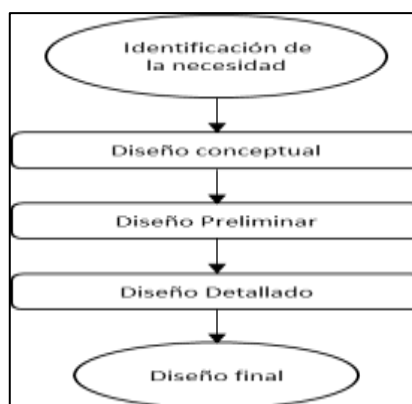 Identificación de
la necesidad
Diseño conceptual
Diseño Preliminar
Diseño Detallado
Diseño final